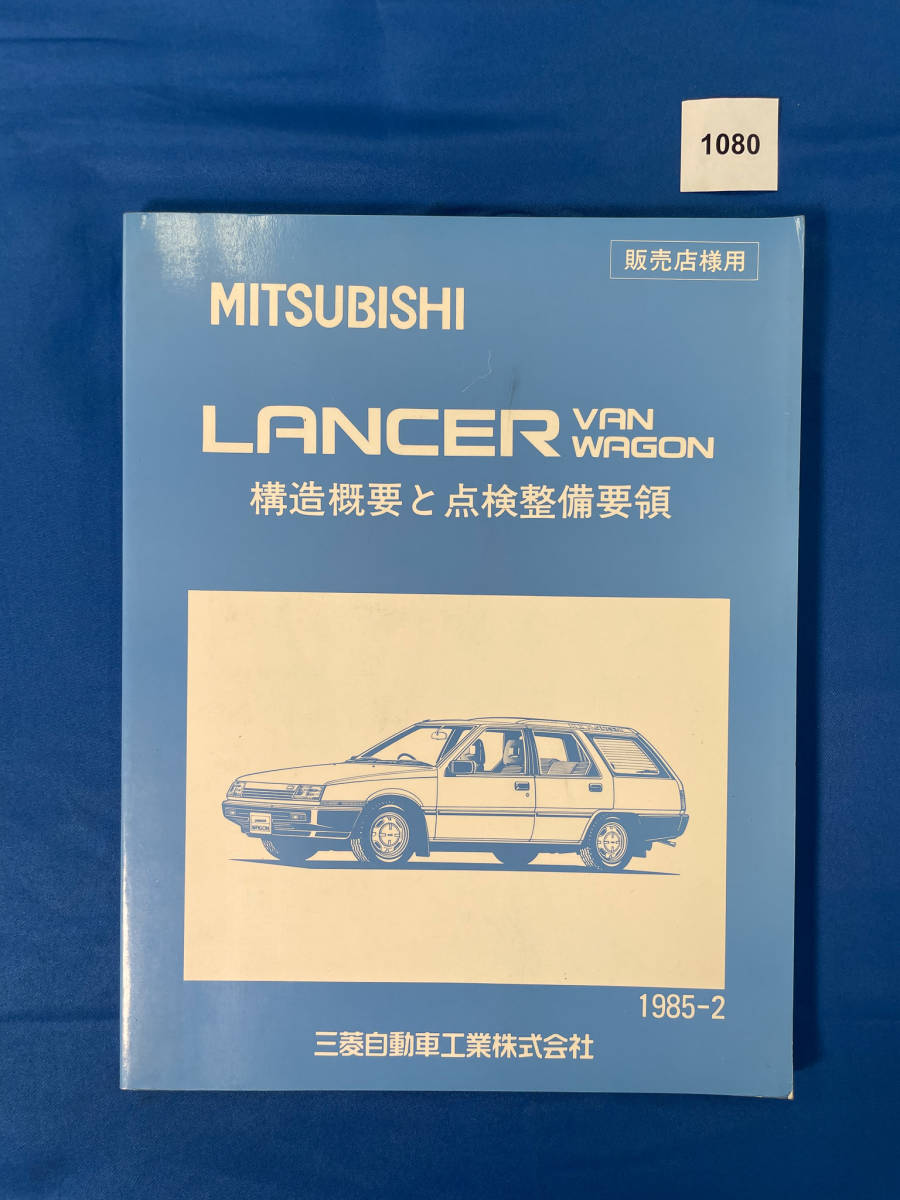 1080
販売店様用
MITSUBISHI
LANCER VAN WAGON
構造概要と点検整備要領
WAGON
1985-2
三菱自動車工業株式会社